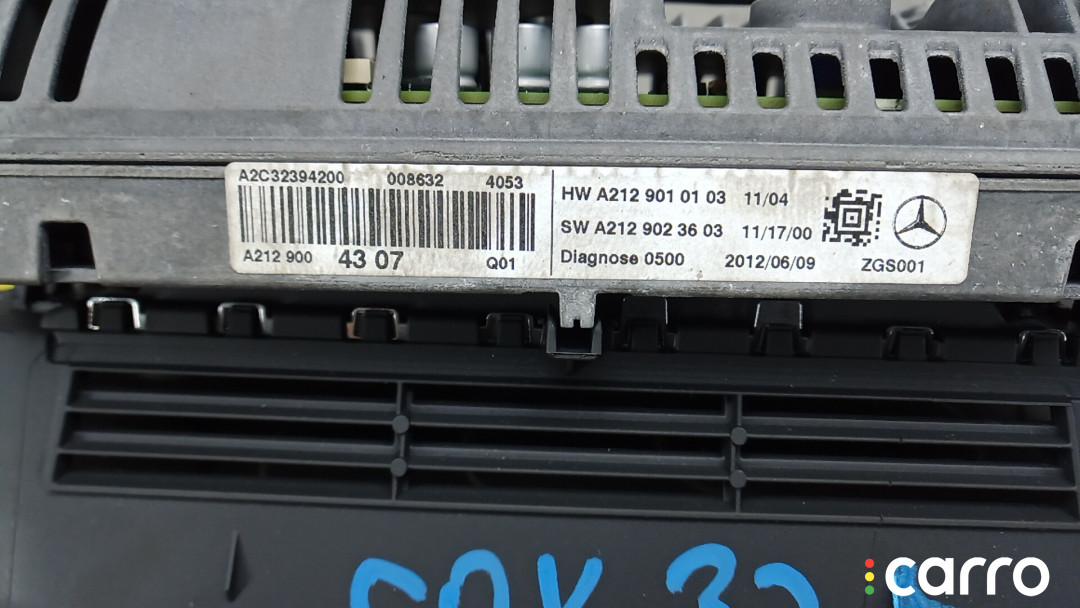 A2C32394200 008632 4053
A212 900 43 07 Q01
HW A212 901 01 03 11/04
SW A212 902 36 03 11/17/00
Diagnose 0500 2012/06/09 ZGS001
carro